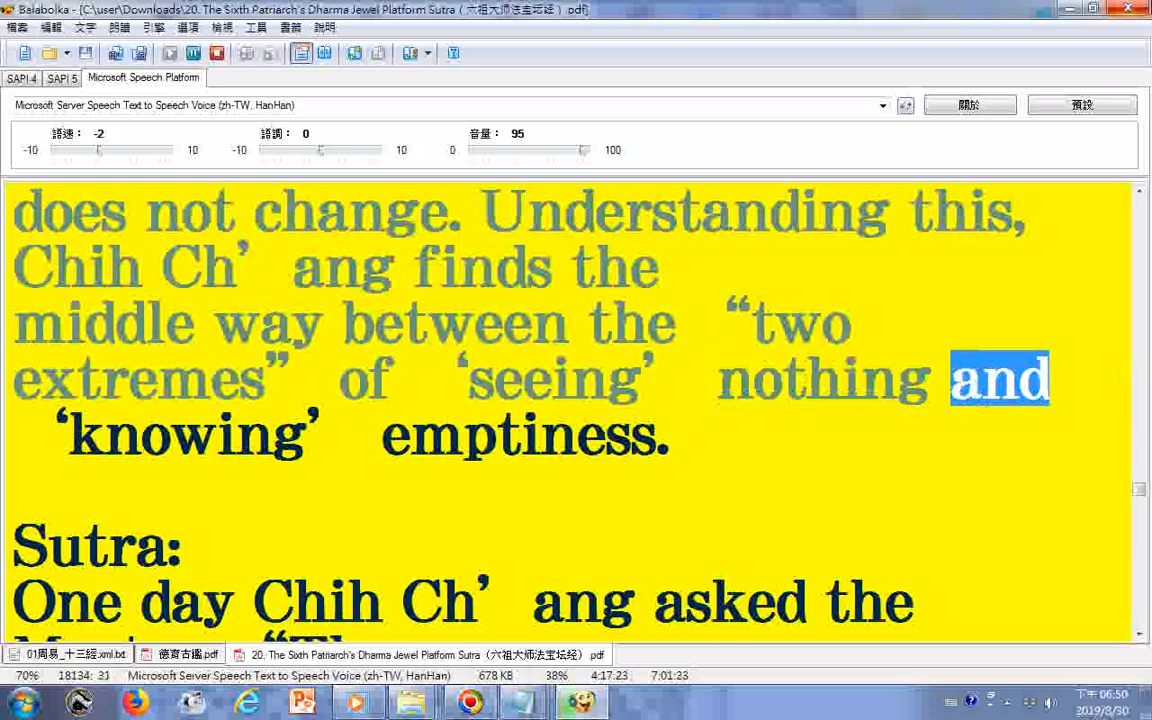 Balabolka - [C:\user\Downloads\20. The Sixth Patriarch's Dharma Jewel Platform Sutra（六祖大师法宝坛经）.pdf]
檔案 編輯 文字 朗讀 引擎 選項 檢視 工具 書籤 說明
SAPI 4 SAPI 5 Microsoft Speech Platform
Microsoft Server Speech Text to Speech Voice (zh-TW, HanHan) 關於 預設
語速： -2 語調： 0 音量： 95
-10 10 -10 10 0 100
does not change. Understanding this,
Chih Ch’ang finds the
middle way between the “two
extremes” of ‘seeing’ nothing and
‘knowing’ emptiness.
Sutra:
One day Chih Ch’ang asked the
01周易_十三經.xml.txt 德育古鑑.pdf 20. The Sixth Patriarch's Dharma Jewel Platform Sutra（六祖大师法宝坛经）.pdf
70% 18134: 31 Microsoft Server Speech Text to Speech Voice (zh-TW, HanHan) 678 KB 38% 4:17:23 7:01:23
下午 06:50
2019/8/30